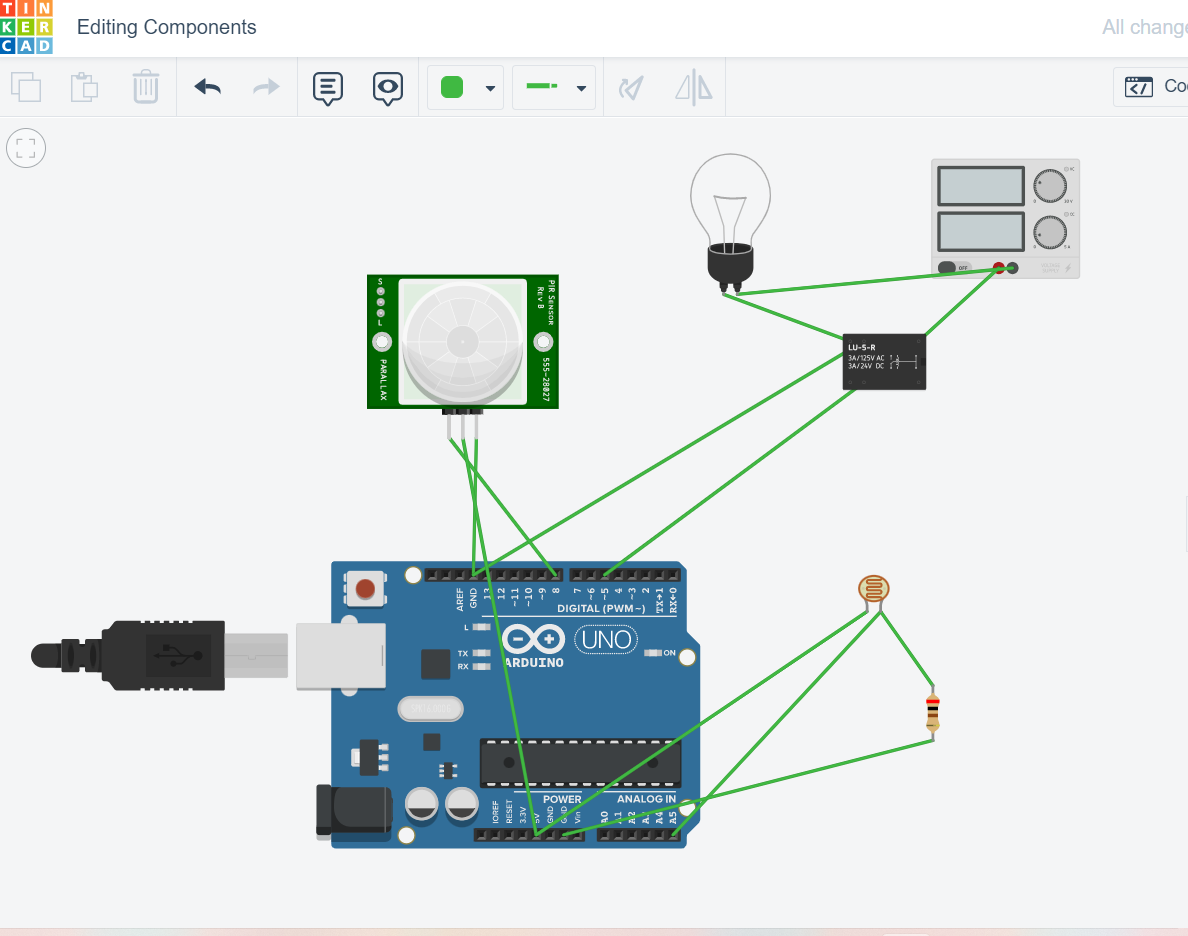 TIN
KER
CAD
Editing Components
All change
Co
OFF
S
L
PIR SENSOR
REV B
PARALLAX
555-28027
LU-5-R
3A/125V AC
3A/24V DC
AREF
GND
13
12
~11
~10
~9
8
7
~6
~5
4
~3
2
TX→1
RX←0
DIGITAL (PWM~)
L
TX
RX
ARDUINO
UNO
ON
POWER
ANALOG IN
IOREF
RESET
3.3V
5V
GND
GND
Vin
A0
A1
A2
A3
A4
A5